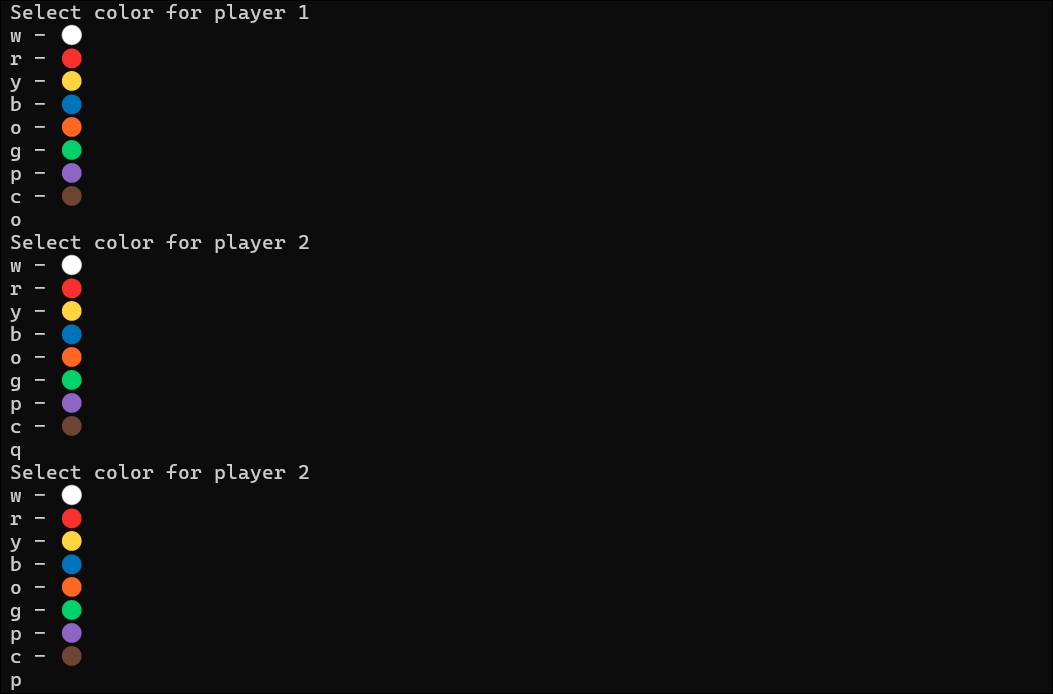 Select color for player 1
w - ⚪
r - 🔴
y - 🟡
b - 🔵
o - 🟠
g - 🟢
p - 🟣
c - 🟤
o
Select color for player 2
w - ⚪
r - 🔴
y - 🟡
b - 🔵
o - 🟠
g - 🟢
p - 🟣
c - 🟤
q
Select color for player 2
w - ⚪
r - 🔴
y - 🟡
b - 🔵
o - 🟠
g - 🟢
p - 🟣
c - 🟤
p